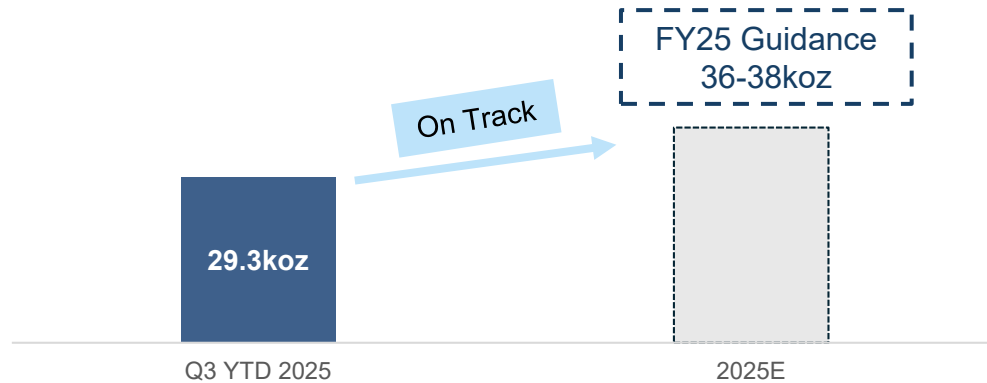 FY25 Guidance
36-38koz
On Track
29.3koz
Q3 YTD 2025
2025E